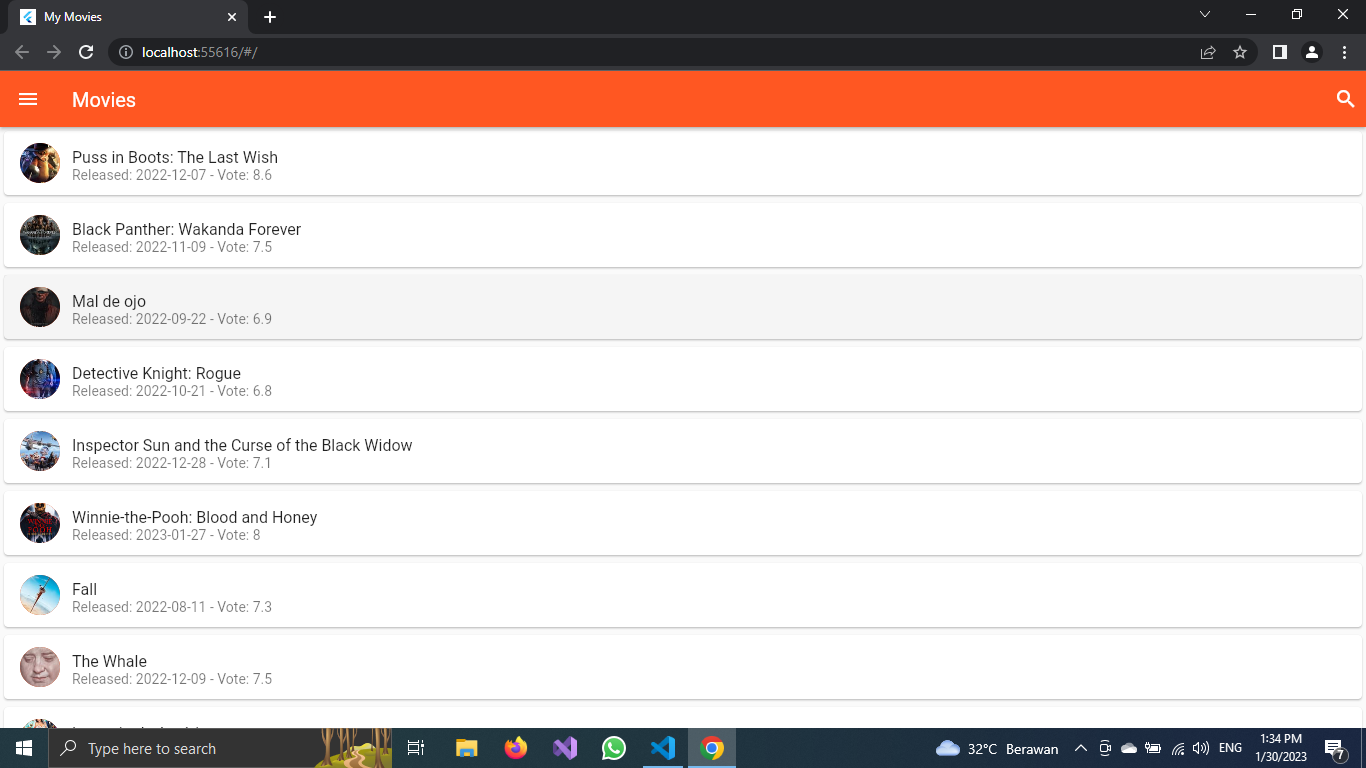 My Movies
localhost:55616/#/
Movies
Puss in Boots: The Last Wish
Released: 2022-12-07 - Vote: 8.6
Black Panther: Wakanda Forever
Released: 2022-11-09 - Vote: 7.5
Mal de ojo
Released: 2022-09-22 - Vote: 6.9
Detective Knight: Rogue
Released: 2022-10-21 - Vote: 6.8
Inspector Sun and the Curse of the Black Widow
Released: 2022-12-28 - Vote: 7.1
Winnie-the-Pooh: Blood and Honey
Released: 2023-01-27 - Vote: 8
Fall
Released: 2022-08-11 - Vote: 7.3
The Whale
Released: 2022-12-09 - Vote: 7.5
Type here to search
32°C Berawan
ENG
1:34 PM
1/30/2023
7